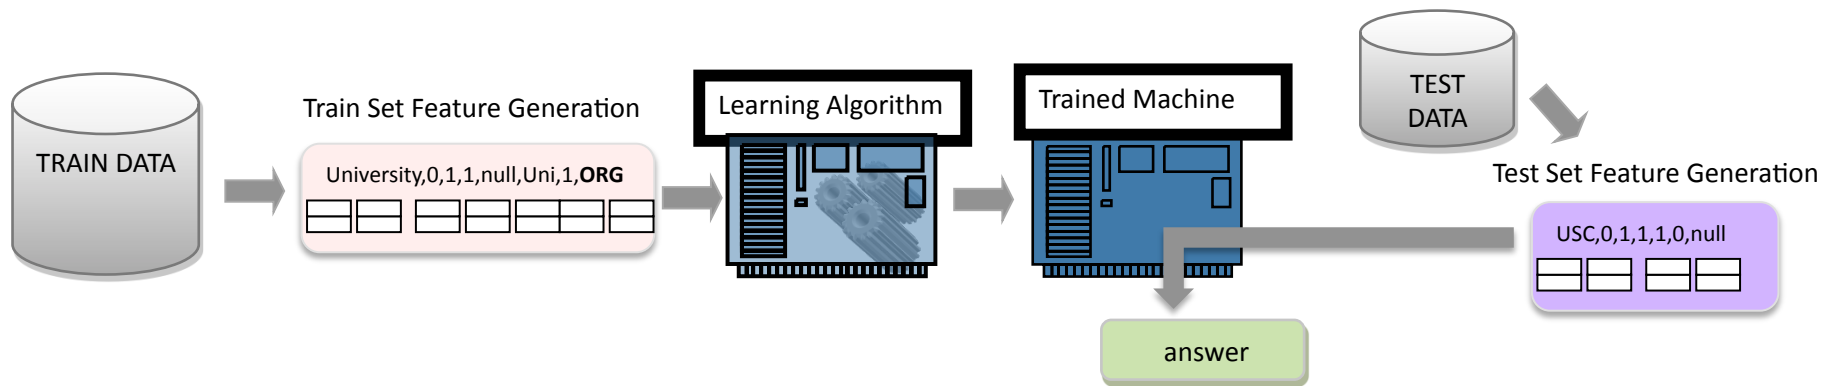 TRAIN DATA
Train Set Feature Generation
University,0,1,1,null,Uni,1,ORG
Learning Algorithm
Trained Machine
TEST
DATA
Test Set Feature Generation
USC,0,1,1,1,0,null
answer